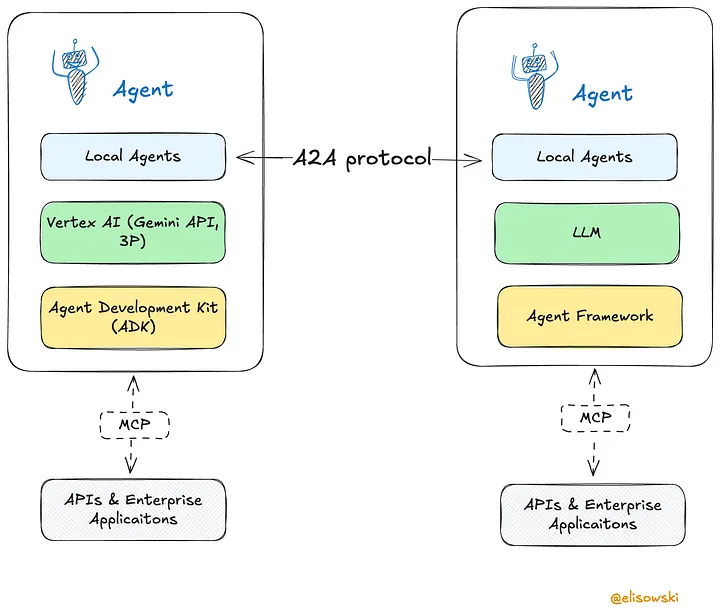 Agent
Local Agents
Vertex AI (Gemini API,
3P)
Agent Development Kit
(ADK)
MCP
APIs & Enterprise
Applicaitons
A2A protocol
Agent
Local Agents
LLM
Agent Framework
MCP
APIs & Enterprise
Applicaitons
@elisowski